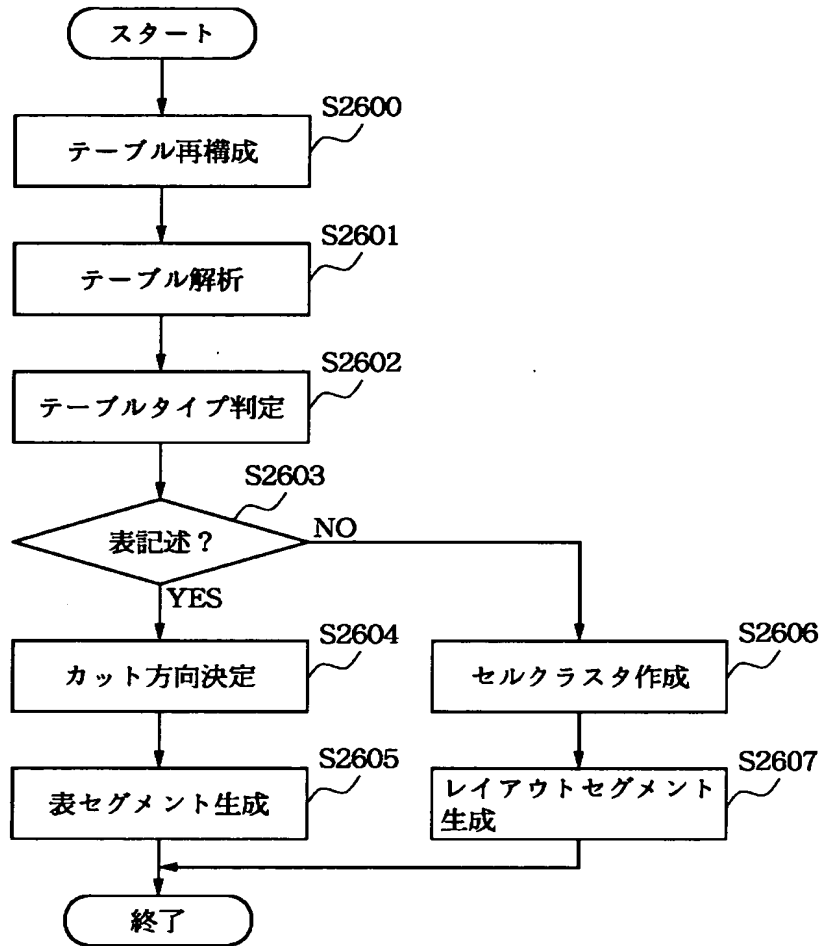 スタート
S2600
テーブル再構成
S2601
テーブル解析
S2602
テーブルタイプ判定
S2603
表記述?
NO
YES
S2604
カット方向決定
S2606
セルクラスタ作成
S2605
表セグメント生成
S2607
レイアウトセグメント
生成
終了